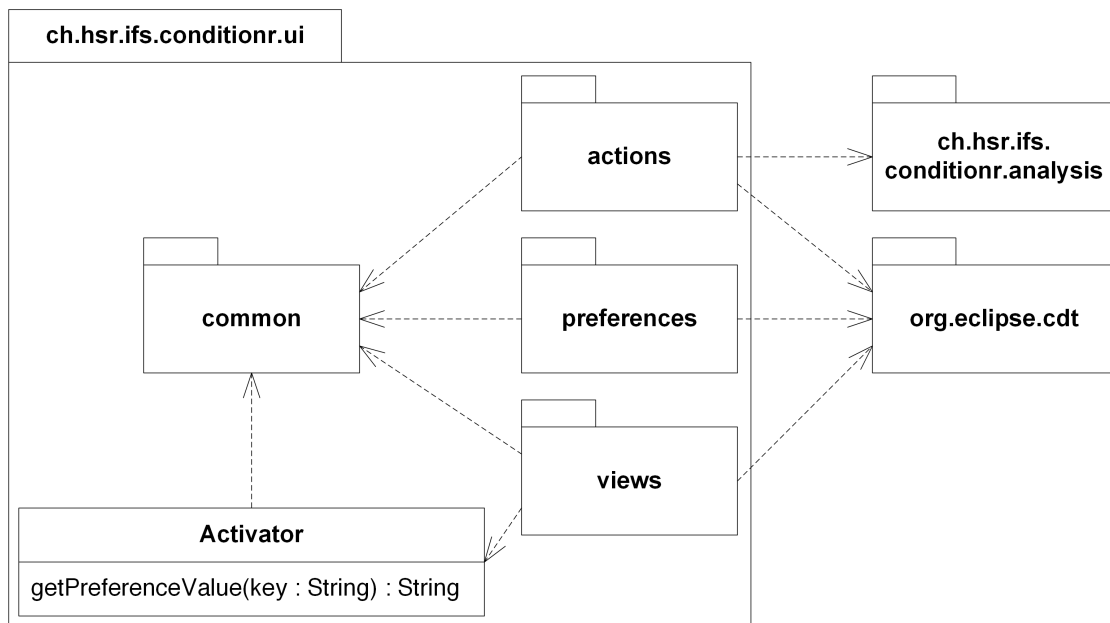 ch.hsr.ifs.conditionr.ui
actions
ch.hsr.ifs.
conditionr.analysis
common
preferences
org.eclipse.cdt
views
Activator
getPreferenceValue(key : String) : String